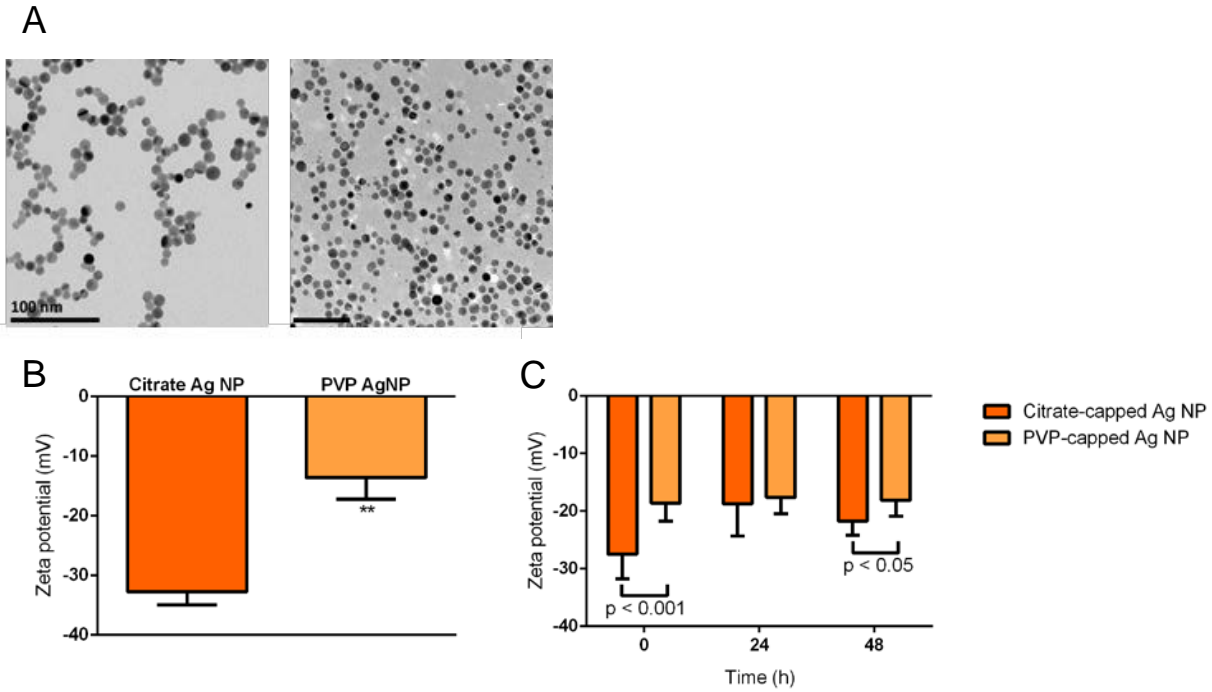 A
100 nm
B
Citrate Ag NP
PVP AgNP
0
-10
-20
-30
-40
Zeta potential (mV)
**
C
0
-10
-20
-30
-40
Zeta potential (mV)
p < 0.001
p < 0.05
0
24
48
Time (h)
Citrate-capped Ag NP
PVP-capped Ag NP